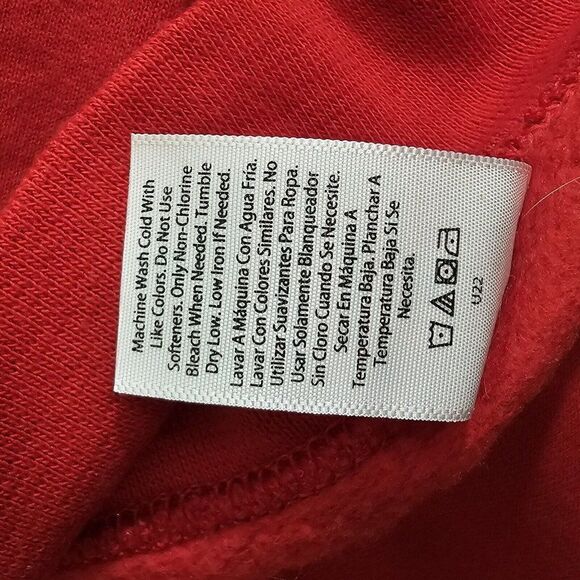 Machine Wash Cold With
Like Colors. Do Not Use
Softeners. Only Non-Chlorine
Bleach When Needed. Tumble
Dry Low. Low Iron If Needed.
Lavar A Máquina Con Agua Fría.
Lavar Con Colores Similares. No
Utilizar Suavizantes Para Ropa.
Usar Solamente Blanqueador
Sin Cloro Cuando Se Necesite.
Secar En Máquina A
Temperatura Baja. Planchar A
Temperatura Baja Si Se
Necesita.
U22